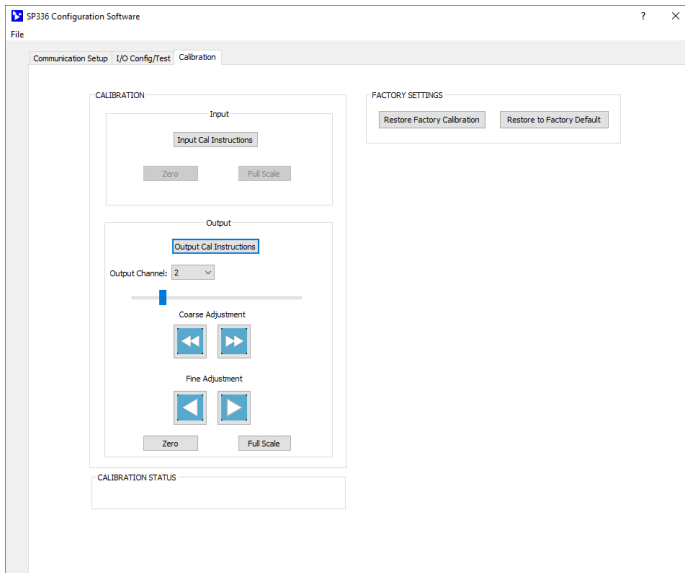 SP336 Configuration Software
?
File
Communication Setup
I/O Config/Test
Calibration
CALIBRATION
Input
Input Cal Instructions
Zero
Full Scale
Output
Output Cal Instructions
Output Channel: 2
Coarse Adjustment
Fine Adjustment
Zero
Full Scale
CALIBRATION STATUS
FACTORY SETTINGS
Restore Factory Calibration
Restore to Factory Default